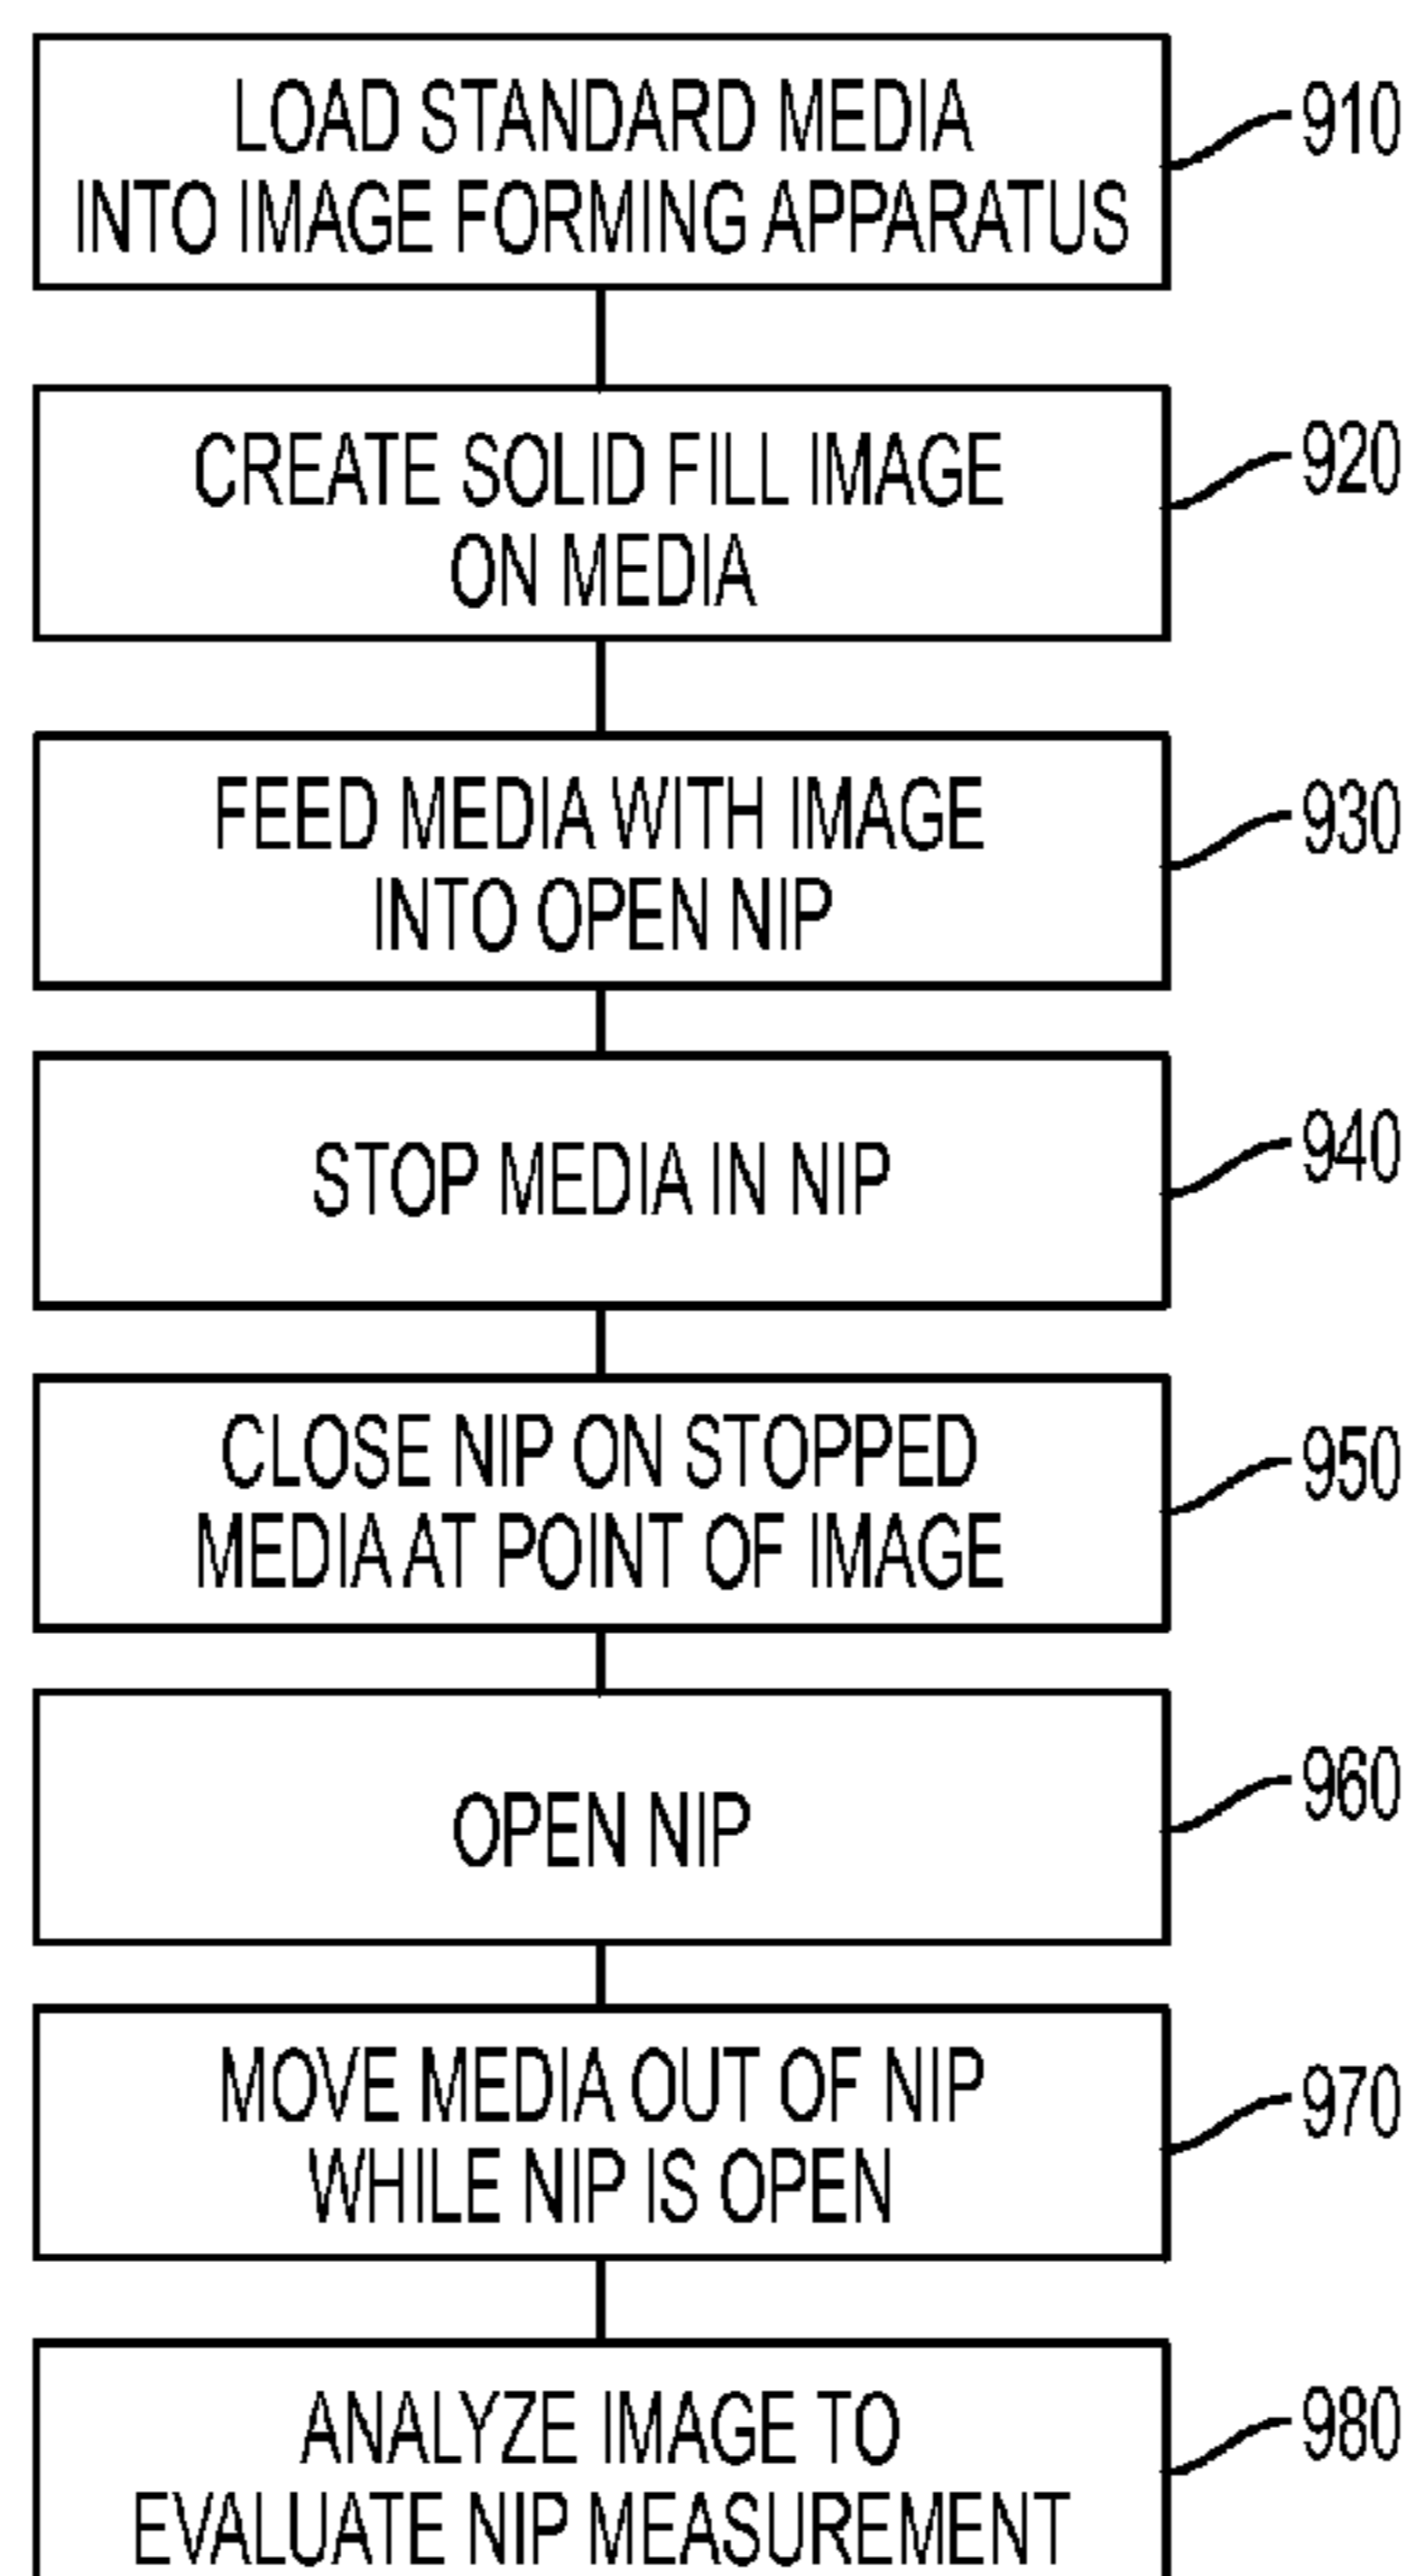 LOAD STANDARD MEDIA
INTO IMAGE FORMING APPARATUS
910
CREATE SOLID FILL IMAGE
ON MEDIA
920
FEED MEDIA WITH IMAGE
INTO OPEN NIP
930
STOP MEDIA IN NIP
940
CLOSE NIP ON STOPPED
MEDIA AT POINT OF IMAGE
950
OPEN NIP
960
MOVE MEDIA OUT OF NIP
WHILE NIP IS OPEN
970
ANALYZE IMAGE TO
EVALUATE NIP MEASUREMENT
980